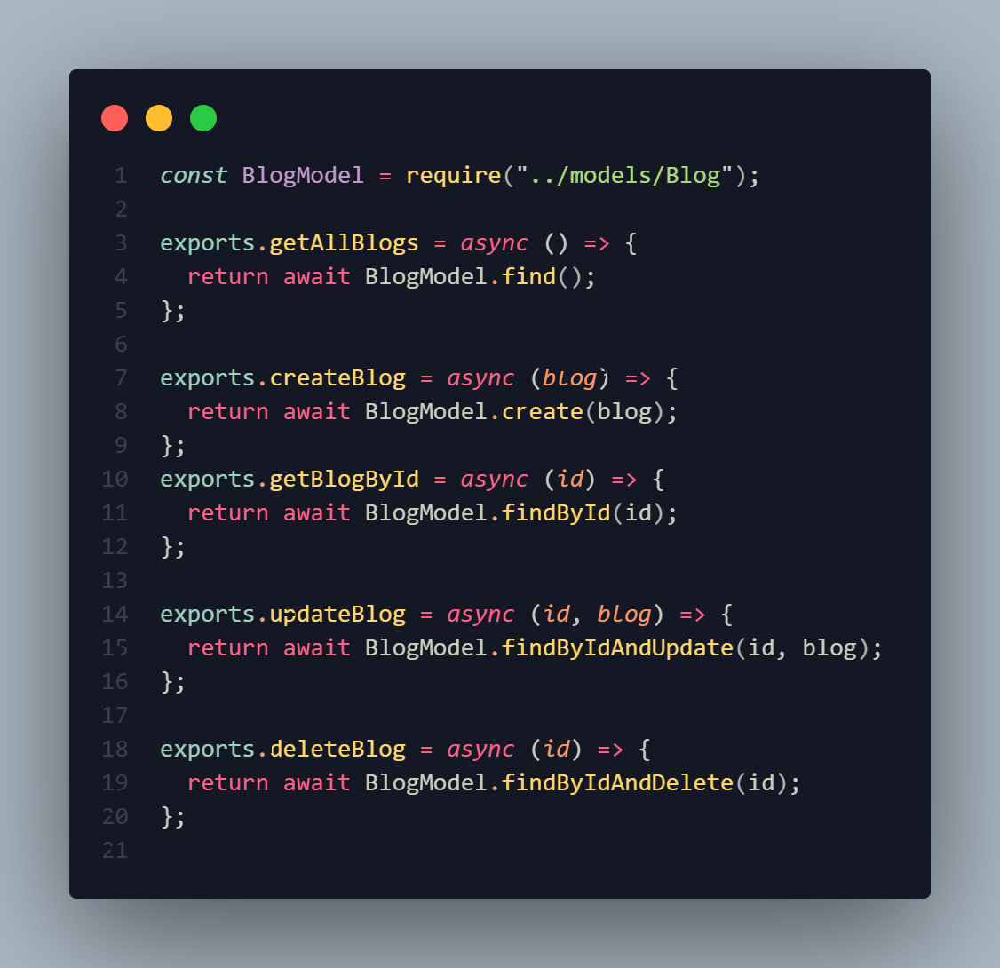 1 const BlogModel = require("../models/Blog");
2
3 exports.getAllBlogs = async () => {
4   return await BlogModel.find();
5 };
6
7 exports.createBlog = async (blog) => {
8   return await BlogModel.create(blog);
9 };
10 exports.getBlogById = async (id) => {
11   return await BlogModel.findById(id);
12 };
13
14 exports.updateBlog = async (id, blog) => {
15   return await BlogModel.findByIdAndUpdate(id, blog);
16 };
17
18 exports.deleteBlog = async (id) => {
19   return await BlogModel.findByIdAndDelete(id);
20 };
21